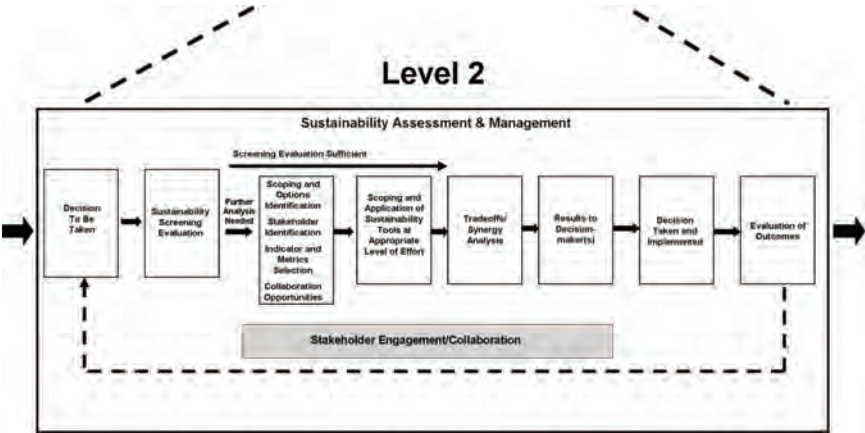 Level 2
Sustainability Assessment & Management
Screening Evaluation Sufficient
Decision
To Be
Taken
Sustainability
Screening
Evaluation
Further
Analysis
Needed
Scoping and
Options
Identification
Stakeholder
Identification
Indicator and
Metrics
Selection
Collaboration
Opportunities
Scoping and
Application of
Sustainability
Tools at
Appropriate
Level of Effort
Tradeoffs/
Synergy
Analysis
Results to
Decision-
maker(s)
Decision
Taken and
Implemented
Evaluation of
Outcomes
Stakeholder Engagement/Collaboration